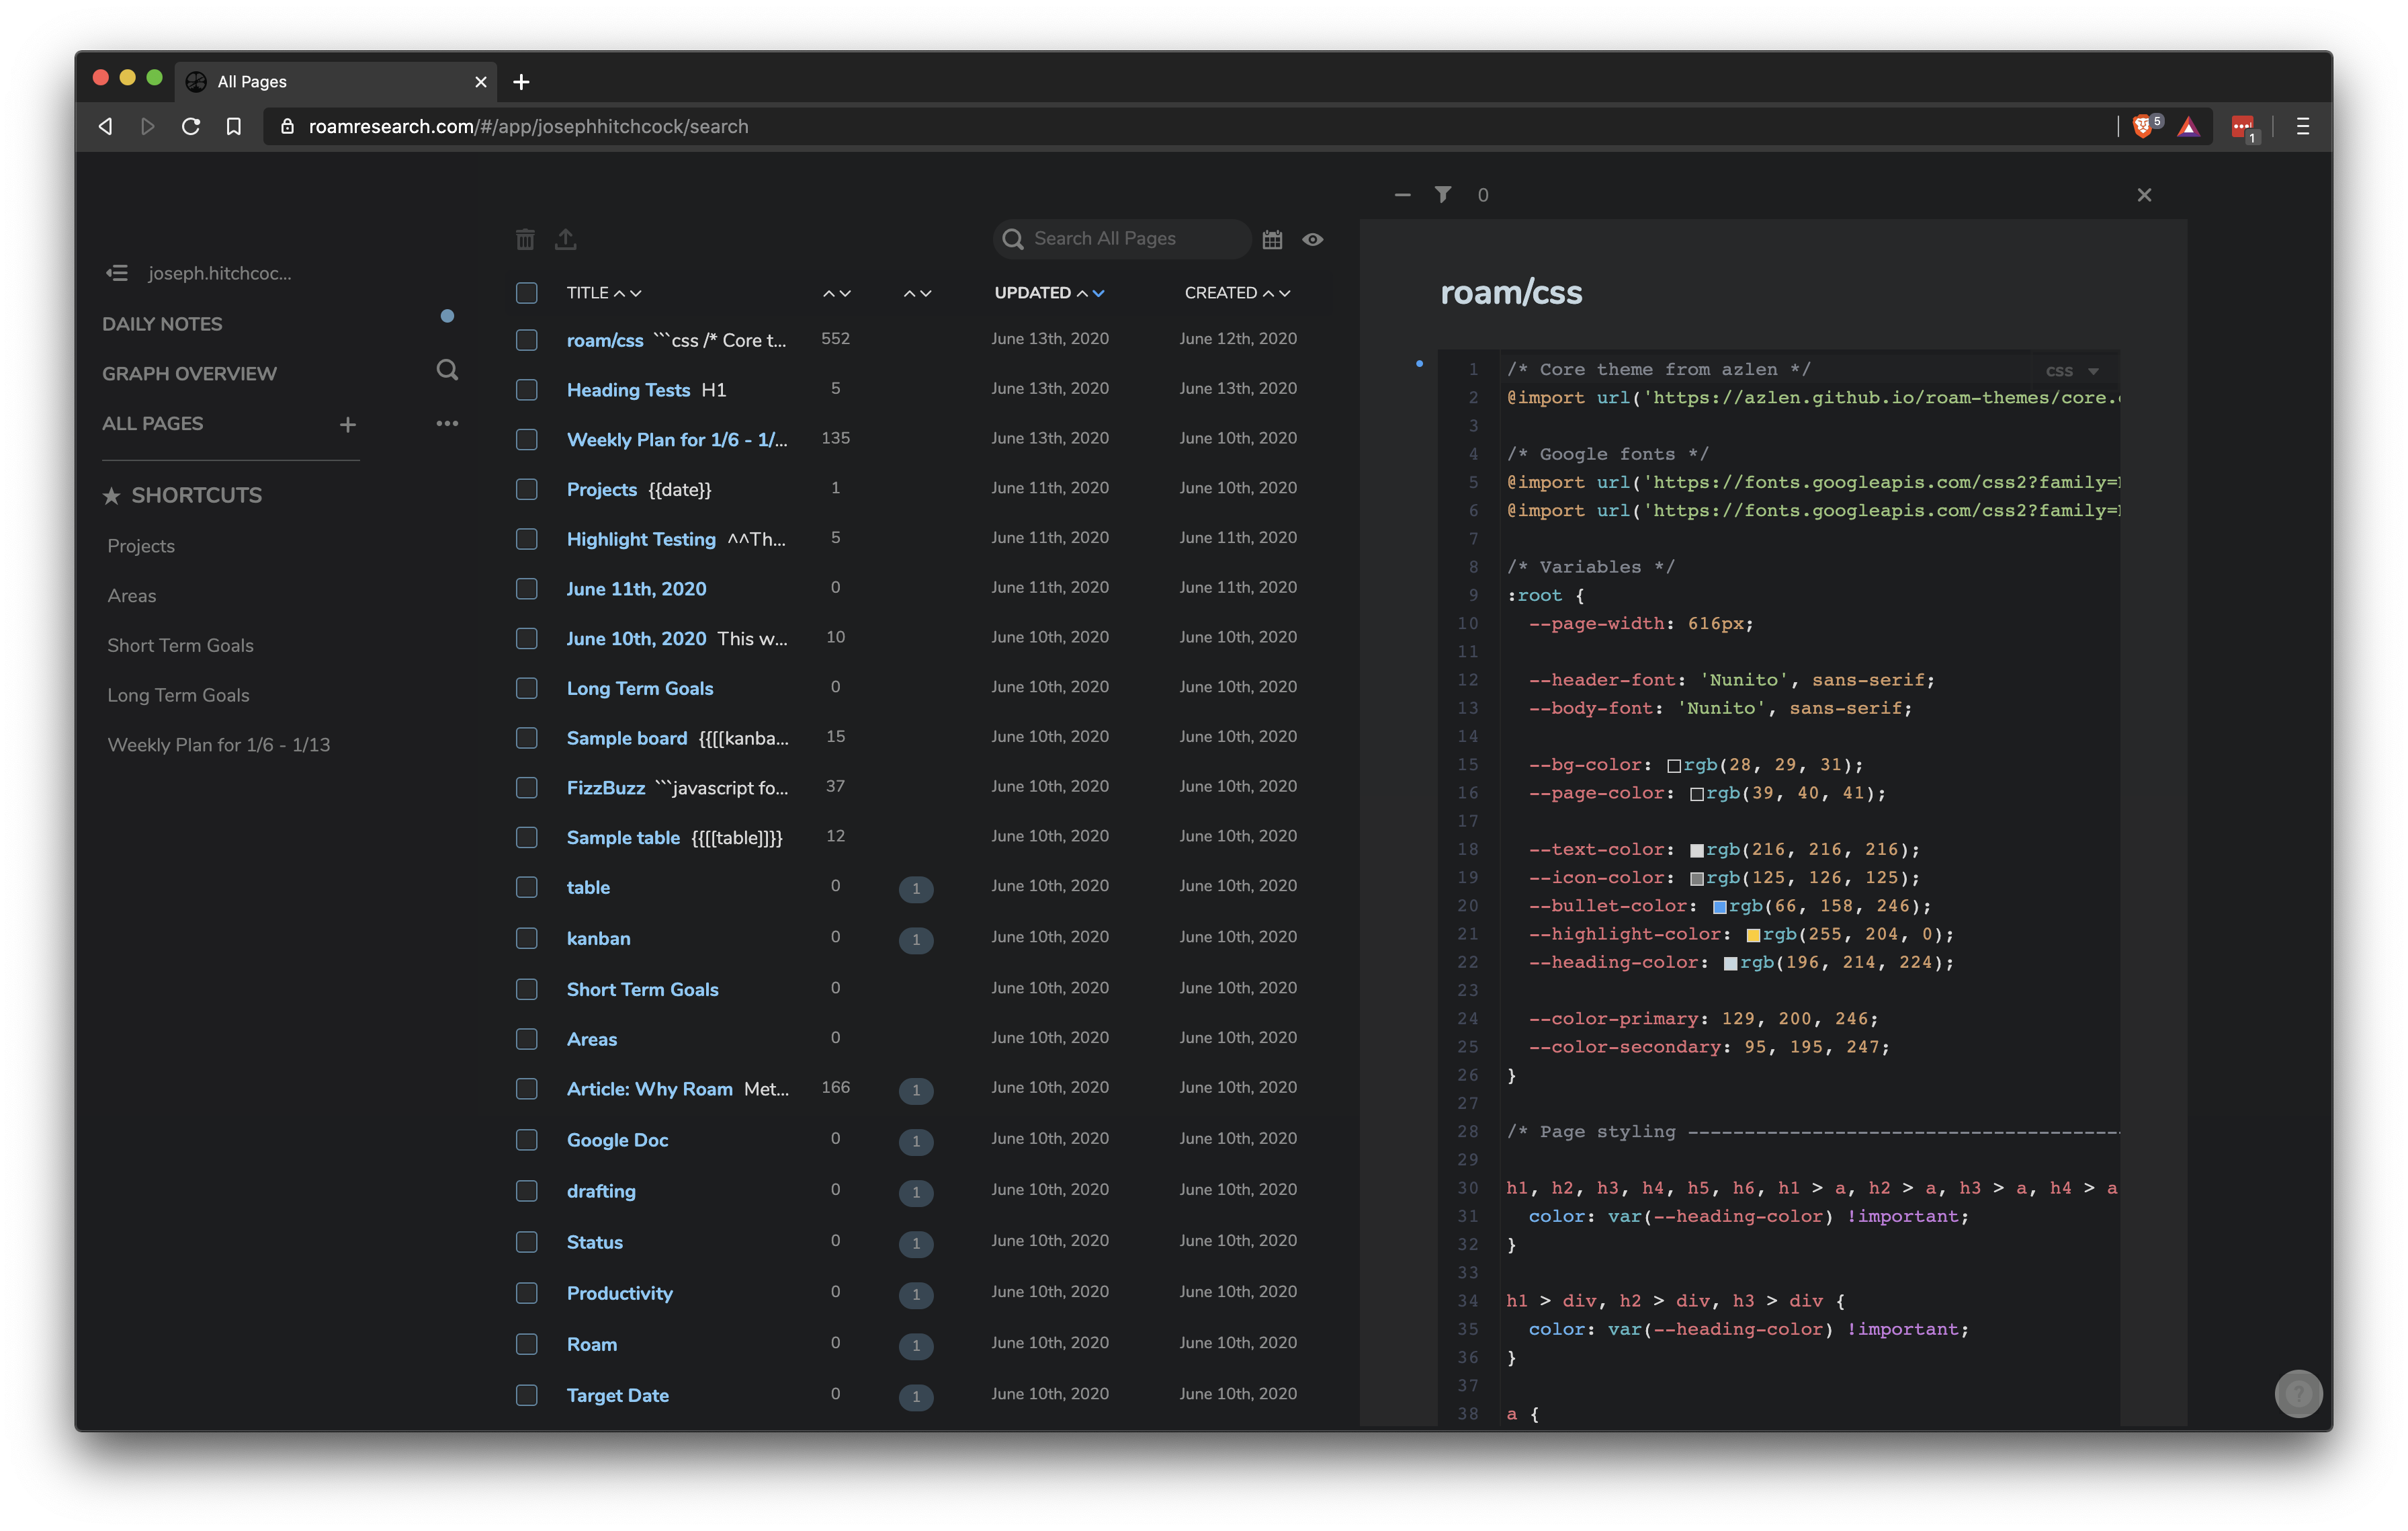 All Pages
roamresearch.com/#/app/josephhitchcock/search
5
1
joseph.hitchcoc...
DAILY NOTES
GRAPH OVERVIEW
ALL PAGES
SHORTCUTS
Projects
Areas
Short Term Goals
Long Term Goals
Weekly Plan for 1/6 - 1/13
Search All Pages
TITLE UPDATED CREATED
roam/css ```css /* Core t... 552 June 13th, 2020 June 12th, 2020
Heading Tests H1 5 June 13th, 2020 June 13th, 2020
Weekly Plan for 1/6 - 1/... 135 June 13th, 2020 June 10th, 2020
Projects {{date}} 1 June 11th, 2020 June 10th, 2020
Highlight Testing ^^Th... 5 June 11th, 2020 June 11th, 2020
June 11th, 2020 0 June 11th, 2020 June 11th, 2020
June 10th, 2020 This w... 10 June 10th, 2020 June 10th, 2020
Long Term Goals 0 June 10th, 2020 June 10th, 2020
Sample board {{[[kanba... 15 June 10th, 2020 June 10th, 2020
FizzBuzz ```javascript fo... 37 June 10th, 2020 June 10th, 2020
Sample table {{[[table]]}} 12 June 10th, 2020 June 10th, 2020
table 0 1 June 10th, 2020 June 10th, 2020
kanban 0 1 June 10th, 2020 June 10th, 2020
Short Term Goals 0 June 10th, 2020 June 10th, 2020
Areas 0 June 10th, 2020 June 10th, 2020
Article: Why Roam Met... 166 1 June 10th, 2020 June 10th, 2020
Google Doc 0 1 June 10th, 2020 June 10th, 2020
drafting 0 1 June 10th, 2020 June 10th, 2020
Status 0 1 June 10th, 2020 June 10th, 2020
Productivity 0 1 June 10th, 2020 June 10th, 2020
Roam 0 1 June 10th, 2020 June 10th, 2020
Target Date 0 1 June 10th, 2020 June 10th, 2020
0
roam/css
css
1 /* Core theme from azlen */
2 @import url('https://azlen.github.io/roam-themes/core.
3
4 /* Google fonts */
5 @import url('https://fonts.googleapis.com/css2?family=
6 @import url('https://fonts.googleapis.com/css2?family=
7
8 /* Variables */
9 :root {
10 --page-width: 616px;
11
12 --header-font: 'Nunito', sans-serif;
13 --body-font: 'Nunito', sans-serif;
14
15 --bg-color: rgb(28, 29, 31);
16 --page-color: rgb(39, 40, 41);
17
18 --text-color: rgb(216, 216, 216);
19 --icon-color: rgb(125, 126, 125);
20 --bullet-color: rgb(66, 158, 246);
21 --highlight-color: rgb(255, 204, 0);
22 --heading-color: rgb(196, 214, 224);
23
24 --color-primary: 129, 200, 246;
25 --color-secondary: 95, 195, 247;
26 }
27
28 /* Page styling --------------------------------------
29
30 h1, h2, h3, h4, h5, h6, h1 > a, h2 > a, h3 > a, h4 > a
31 color: var(--heading-color) !important;
32 }
33
34 h1 > div, h2 > div, h3 > div {
35 color: var(--heading-color) !important;
36 }
37
38 a {
?